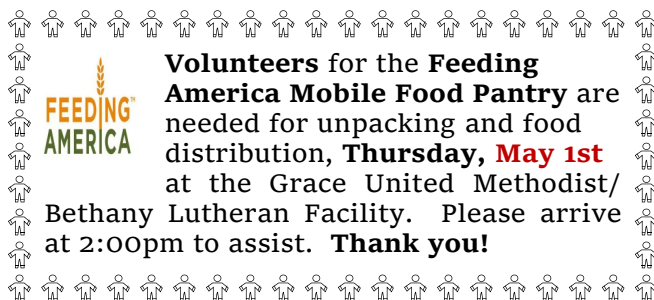 Volunteers for the Feeding
America Mobile Food Pantry are
needed for unpacking and food
distribution, Thursday, May 1st
at the Grace United Methodist/
Bethany Lutheran Facility. Please arrive
at 2:00pm to assist. Thank you!
FEEDING™
AMERICA